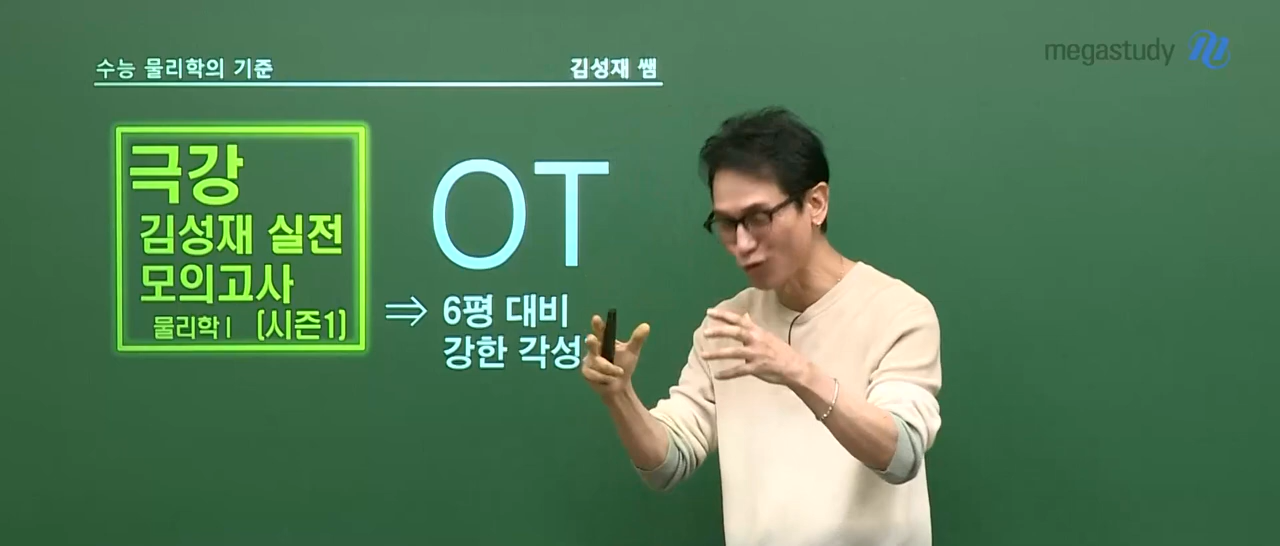 수능 물리학의 기준
김성재 쌤
megastudy
극강
김성재 실전
모의고사
물리학Ⅰ (시즌1)
OT
⇒ 6평 대비
강한 각성